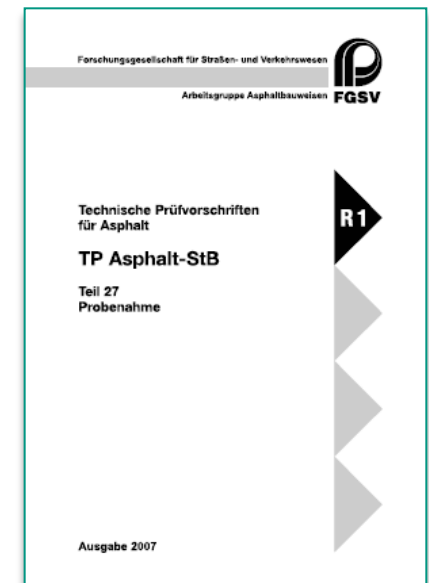 Forschungsgesellschaft für Straßen- und Verkehrswesen
Arbeitsgruppe Asphaltbauweisen
FGSV
R 1
Technische Prüfvorschriften
für Asphalt
TP Asphalt-StB
Teil 27
Probenahme
Ausgabe 2007